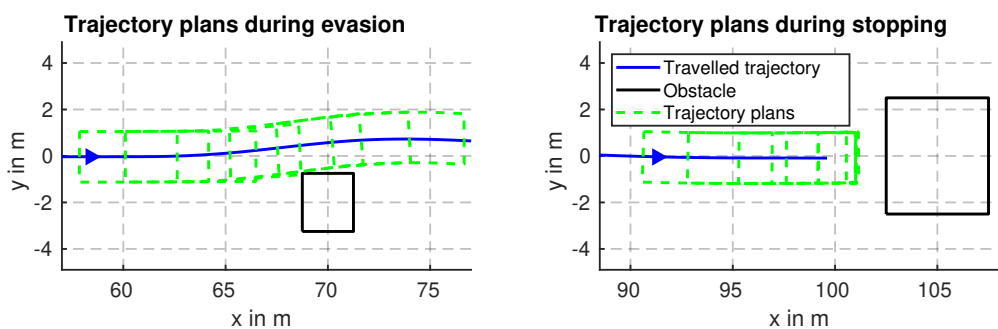 Trajectory plans during evasion
4
2
0
-2
-4
y in m
60
65
70
75
x in m
Trajectory plans during stopping
Travelled trajectory
Obstacle
Trajectory plans
4
2
0
-2
-4
y in m
90
95
100
105
x in m